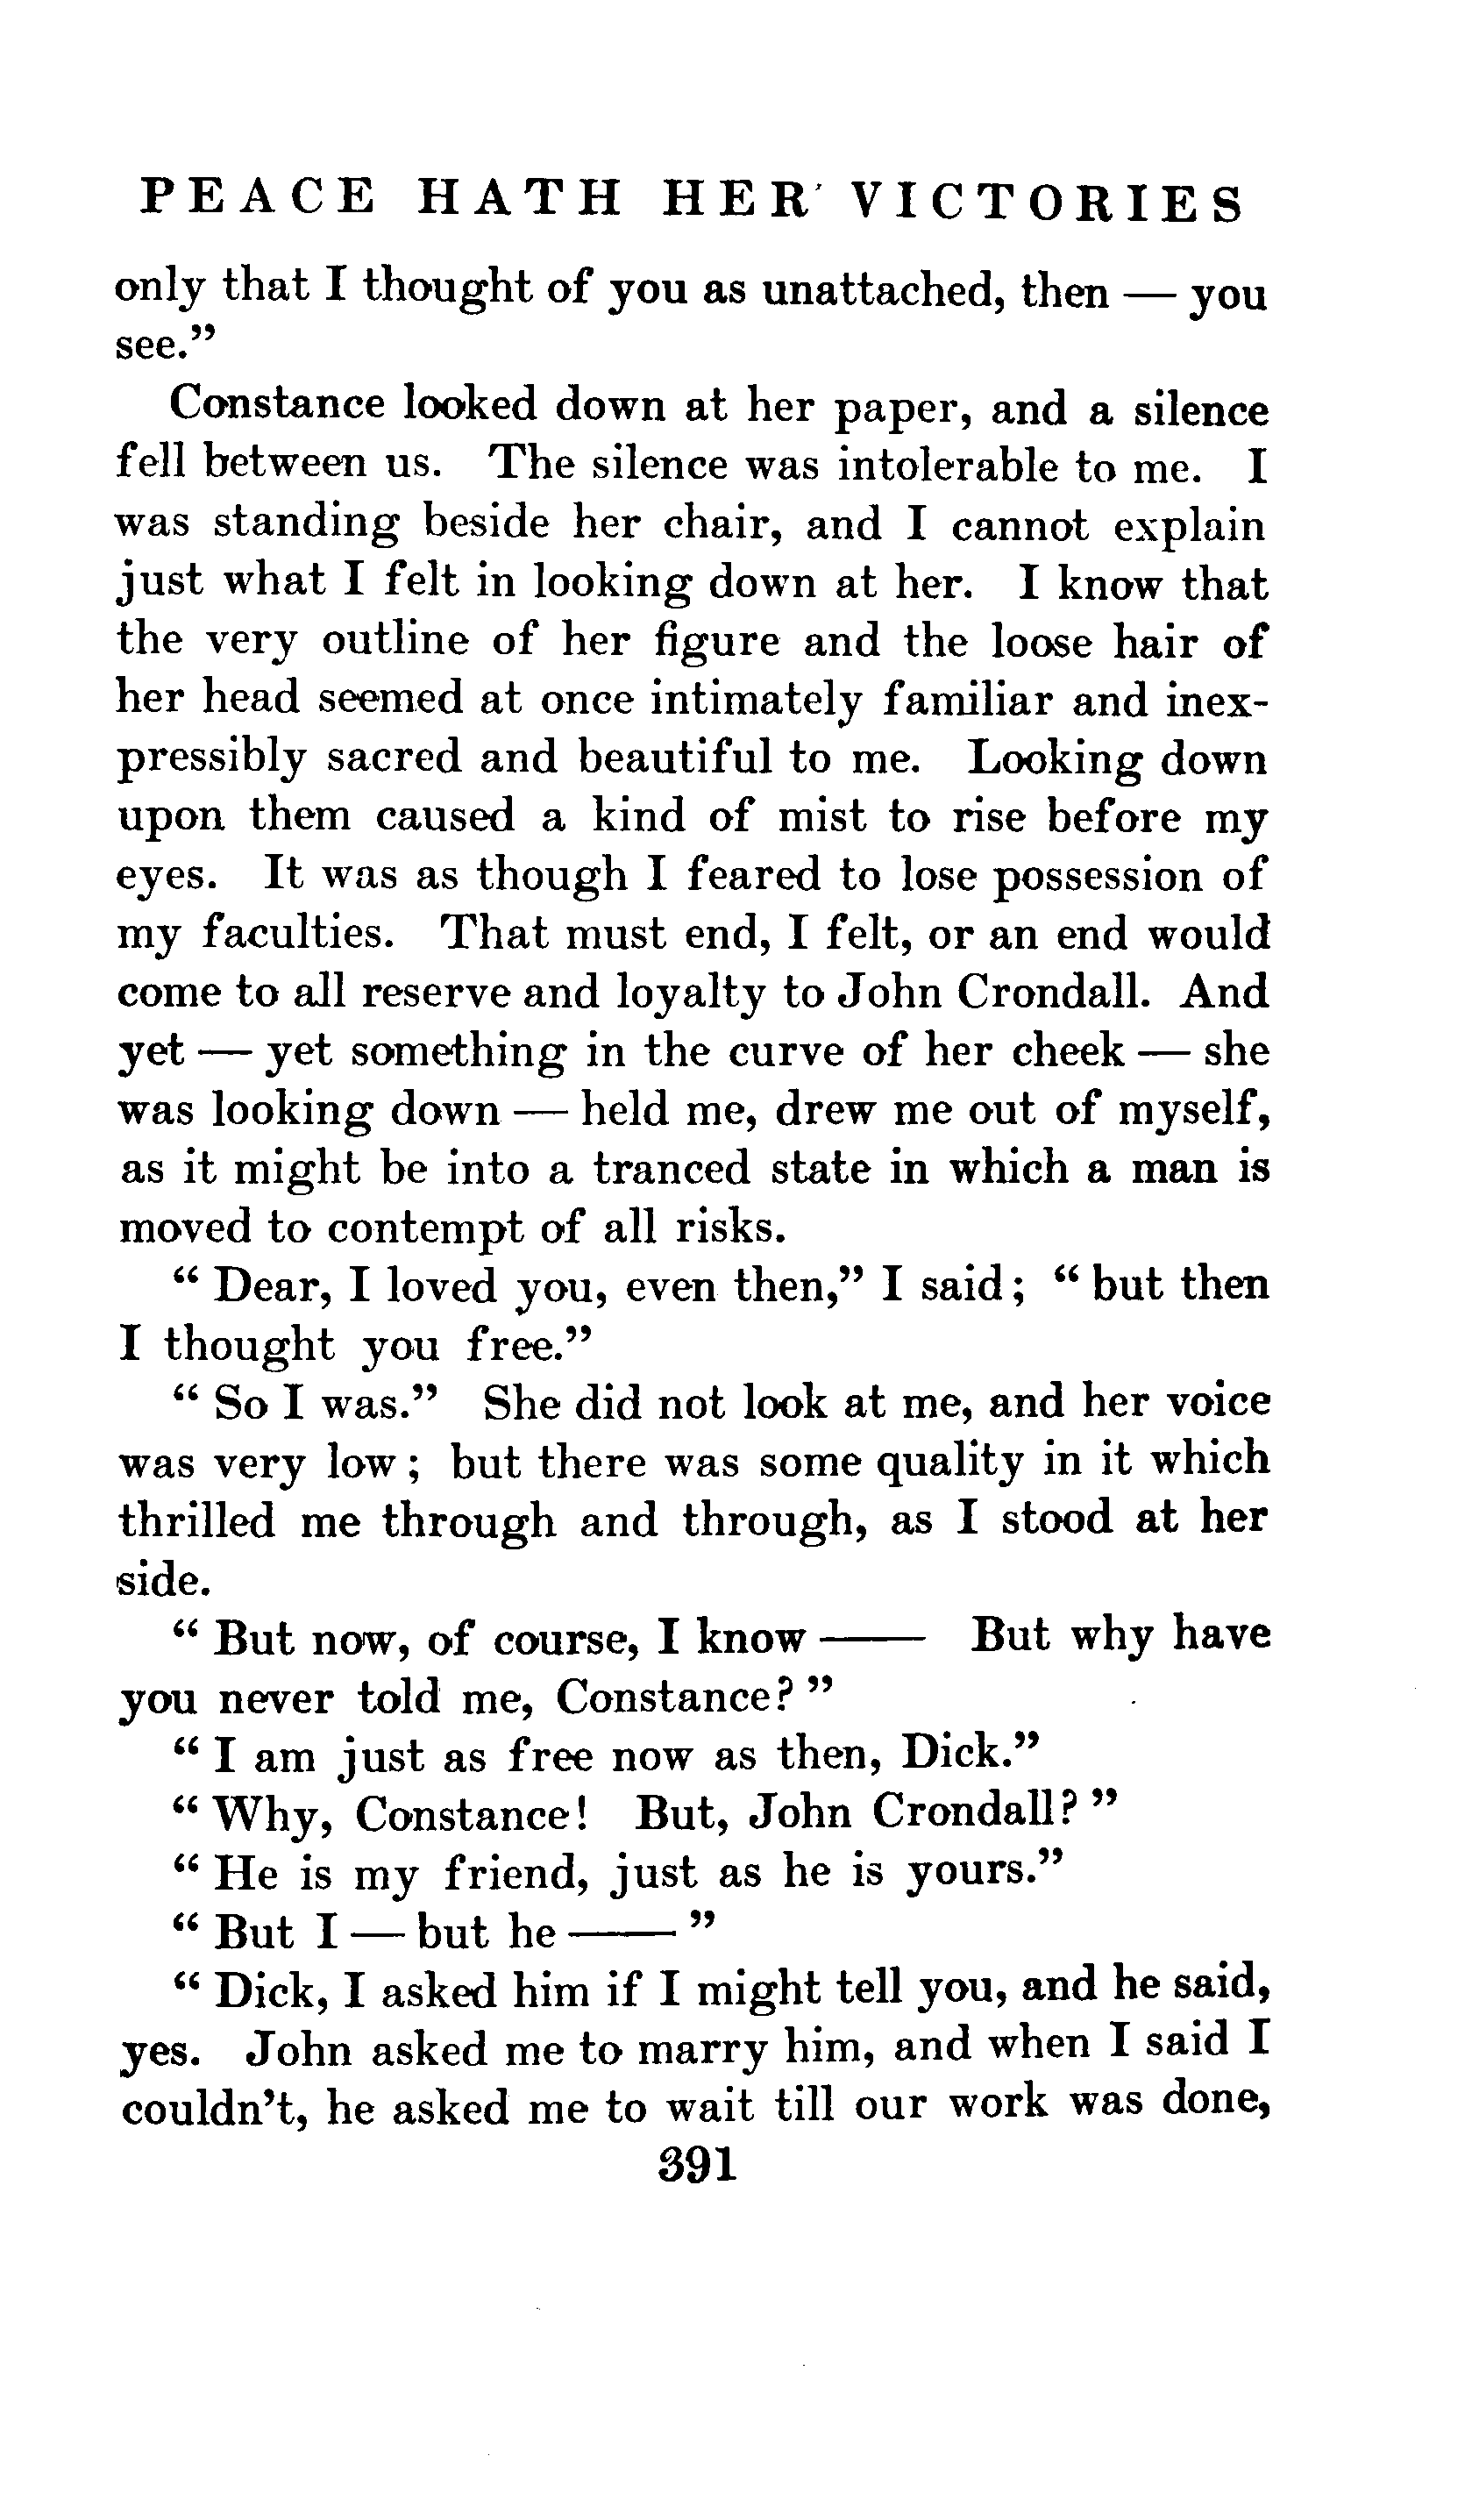 PEACE HATH HER VICTORIES
only that I thought of you as unattached, then — you
see."
Constance looked down at her paper, and a silence
fell between us. The silence was intolerable to me. I
was standing beside her chair, and I cannot explain
just what I felt in looking down at her. I know that
the very outline of her figure and the loose hair of
her head seemed at once intimately familiar and inex-
pressibly sacred and beautiful to me. Looking down
upon them caused a kind of mist to rise before my
eyes. It was as though I feared to lose possession of
my faculties. That must end, I felt, or an end would
come to all reserve and loyalty to John Crondall. And
yet — yet something in the curve of her cheek — she
was looking down — held me, drew me out of myself,
as it might be into a tranced state in which a man is
moved to contempt of all risks.
"Dear, I loved you, even then," I said; "but then
I thought you free."
"So I was." She did not look at me, and her voice
was very low; but there was some quality in it which
thrilled me through and through, as I stood at her
side.
"But now, of course, I know —— But why have
you never told me, Constance?"
"I am just as free now as then, Dick."
"Why, Constance! But, John Crondall?"
"He is my friend, just as he is yours."
"But I — but he ——"
"Dick, I asked him if I might tell you, and he said,
yes. John asked me to marry him, and when I said I
couldn't, he asked me to wait till our work was done,
391